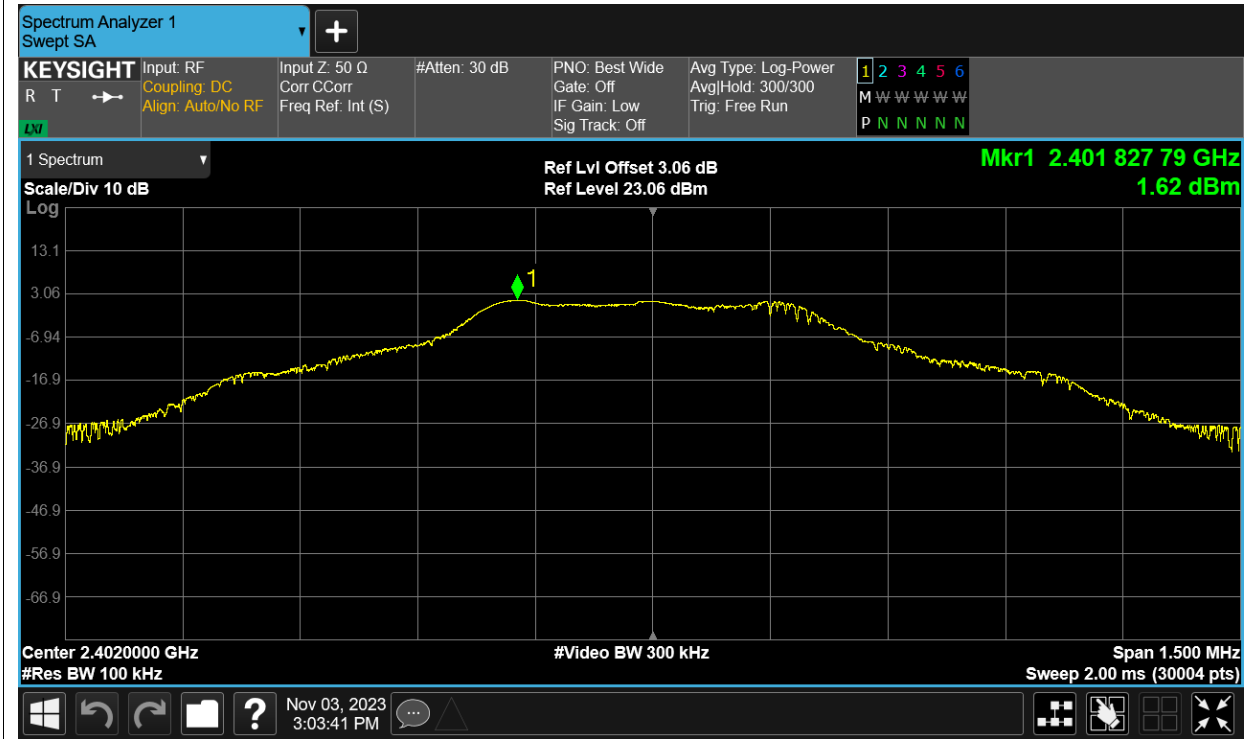 Spectrum Analyzer 1
Swept SA
KEYSIGHT
R T
LXI
Input: RF
Coupling: DC
Align: Auto/No RF
Input Z: 50 Ω
Corr CCorr
Freq Ref: Int (S)
#Atten: 30 dB
PNO: Best Wide
Gate: Off
IF Gain: Low
Sig Track: Off
Avg Type: Log-Power
Avg|Hold: 300/300
Trig: Free Run
1 2 3 4 5 6
M W W W W W
P N N N N N
1 Spectrum
Scale/Div 10 dB
Log
Ref Lvl Offset 3.06 dB
Ref Level 23.06 dBm
Mkr1 2.401 827 79 GHz
1.62 dBm
13.1
1
3.06
-6.94
-16.9
-26.9
-36.9
-46.9
-56.9
-66.9
Center 2.4020000 GHz
#Video BW 300 kHz
Span 1.500 MHz
#Res BW 100 kHz
Sweep 2.00 ms (30004 pts)
?
Nov 03, 2023
3:03:41 PM